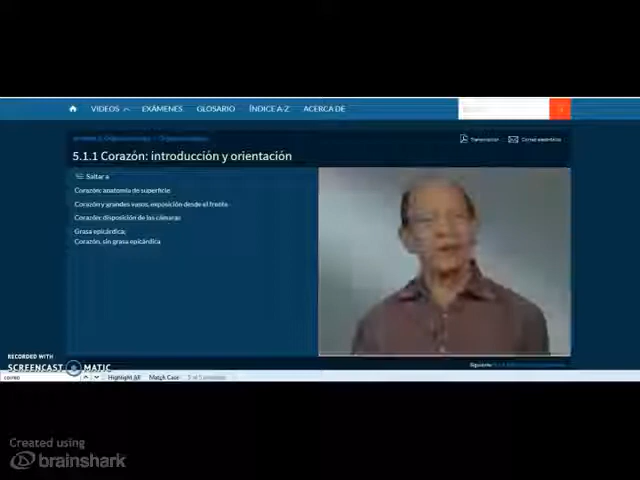 VIDEOS EXÁMENES GLOSARIO ÍNDICE A-Z ACERCA DE
Transcripción Correo electrónico
5.1.1 Corazón: introducción y orientación
Saltar a
Corazón: anatomía de superficie
Corazón y grandes vasos, exposición desde el frente
Corazón: disposición de las cámaras
Grasa epicárdica;
Corazón, sin grasa epicárdica
RECORDED WITH
SCREENCAST MATIC
Siguiente:
correo Highlight All Match Case
Created using
brainshark